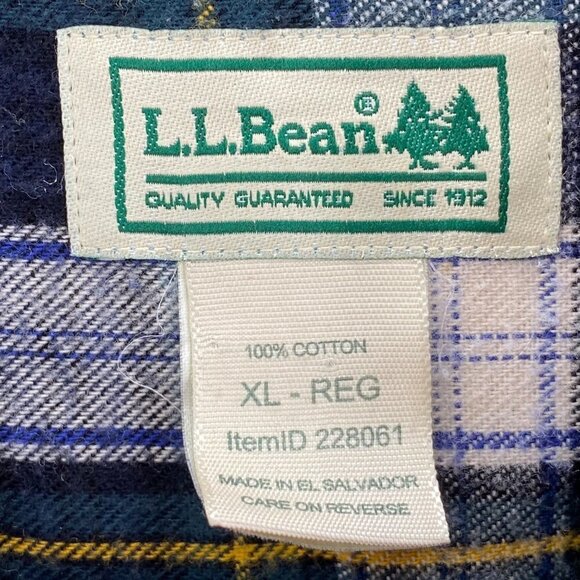 L.L.Bean®
QUALITY GUARANTEED SINCE 1912
100% COTTON
XL - REG
ItemID 228061
MADE IN EL SALVADOR
CARE ON REVERSE